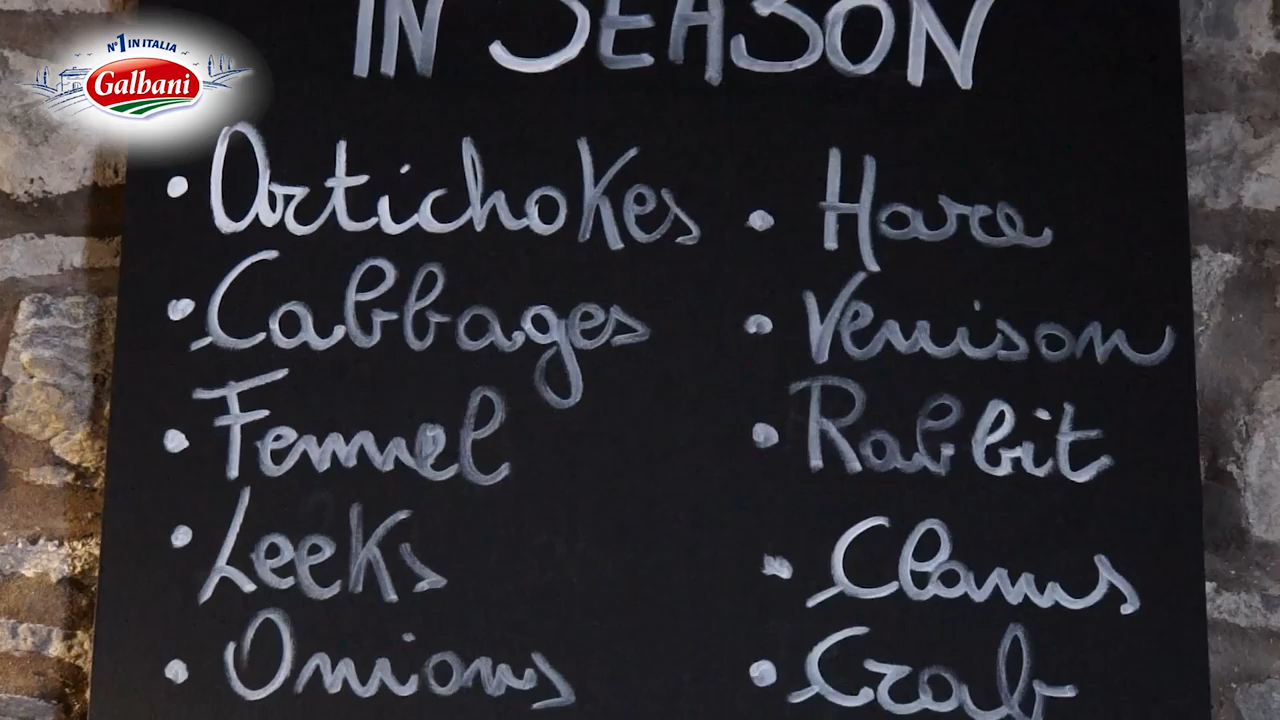 IN SEASON
N°1 IN ITALIA
Galbani
• Artichokes
• Cabbages
• Fennel
• Leeks
• Onions
• Hare
• Venison
• Rabbit
• Clams
• Crab